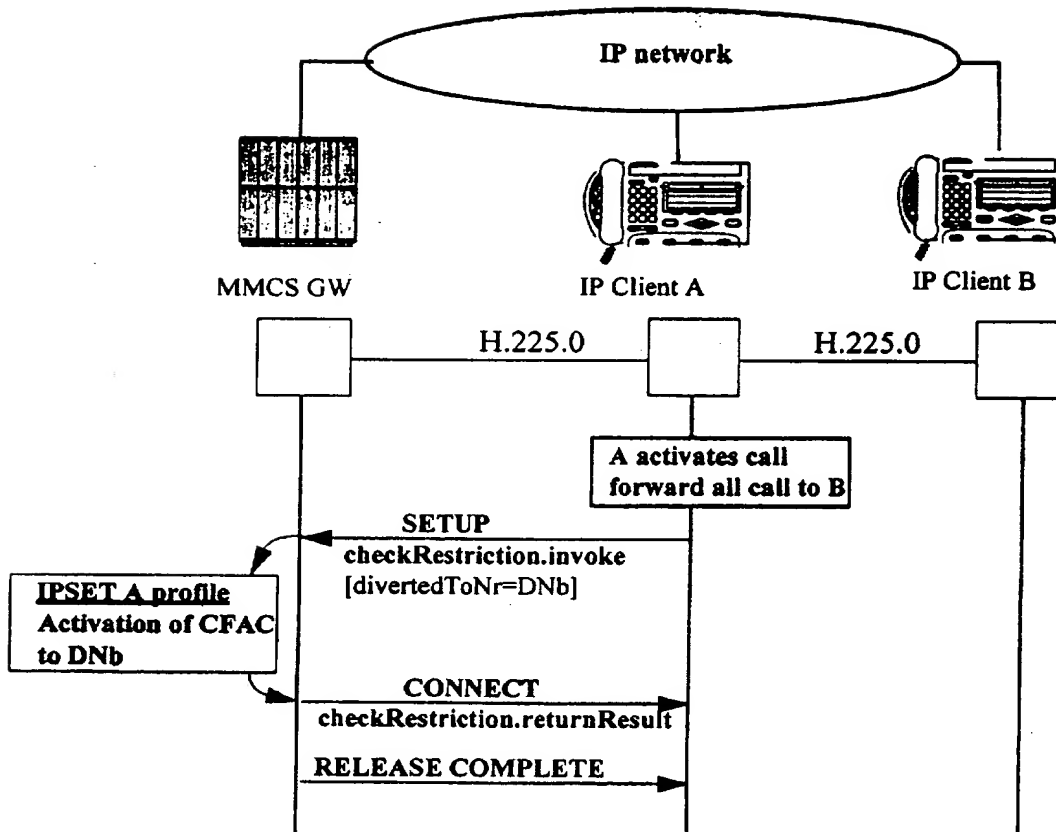 IP network
MMCS GW
IP Client A
IP Client B
H.225.0
H.225.0
A activates call
forward all call to B
SETUP
checkRestriction.invoke
[divertedToNr=DNb]
IPSET A profile
Activation of CFAC
to DNb
CONNECT
checkRestriction.returnResult
RELEASE COMPLETE